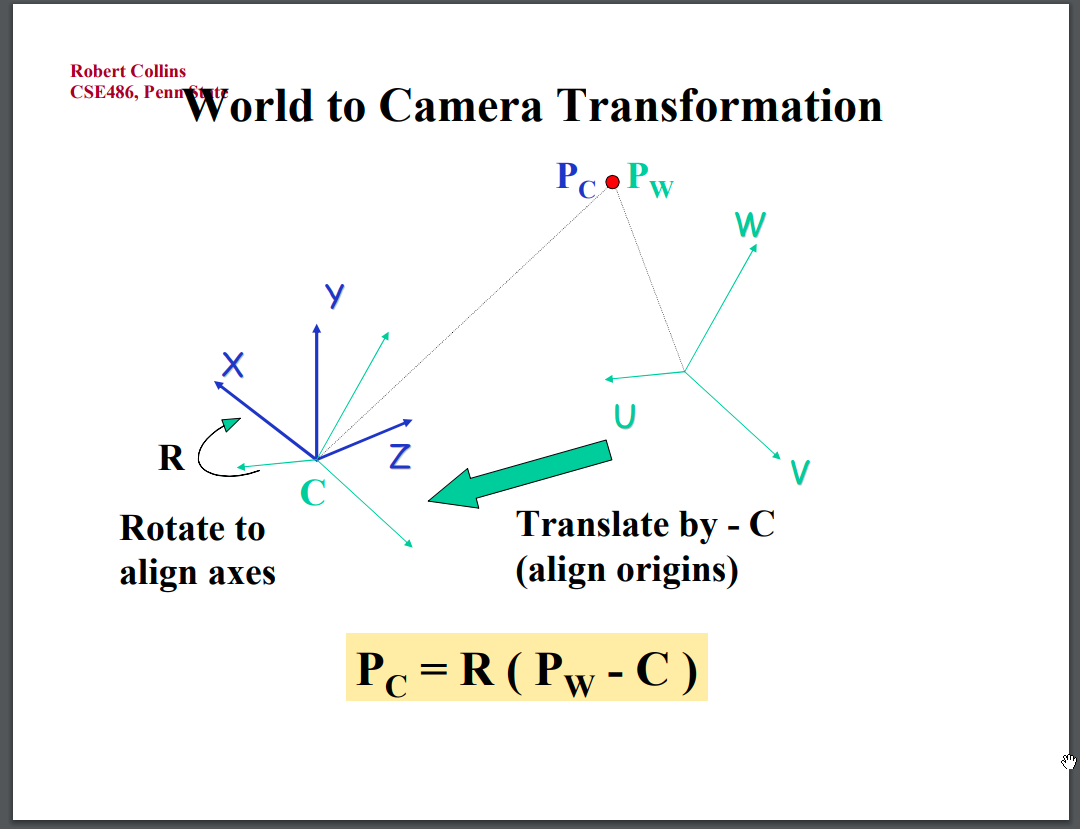 Robert Collins
CSE486, Penn State
World to Camera Transformation
P_C P_W
W
Y
X
U
R
Z
V
C
Rotate to
align axes
Translate by - C
(align origins)
P_C = R ( P_W - C )